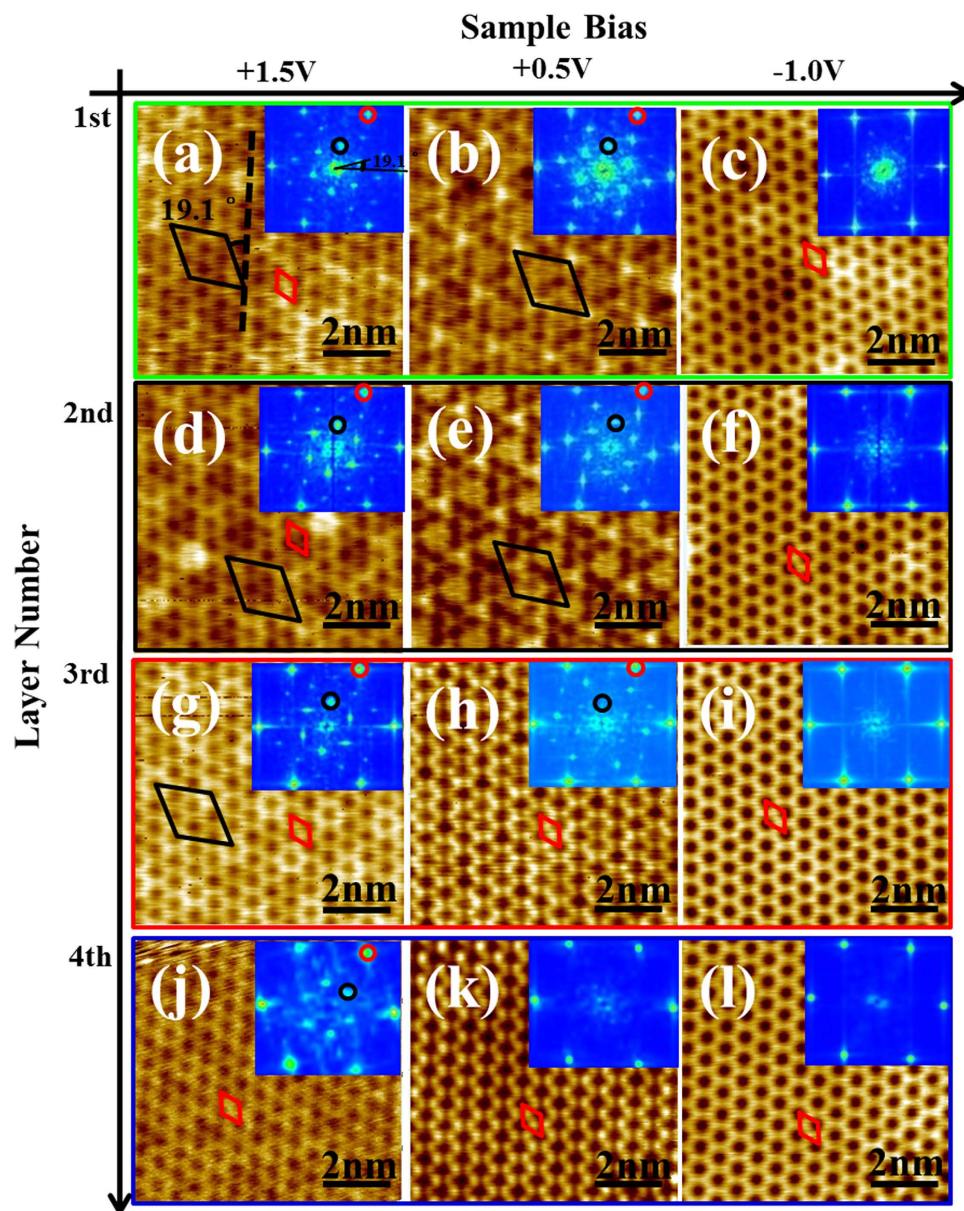 Sample Bias
+1.5V
+0.5V
-1.0V
1st
(a)
19.1 °
19.1 °
2nm
(b)
2nm
(c)
2nm
2nd
(d)
2nm
(e)
2nm
(f)
2nm
Layer Number
3rd
(g)
2nm
(h)
2nm
(i)
2nm
4th
(j)
2nm
(k)
2nm
(l)
2nm